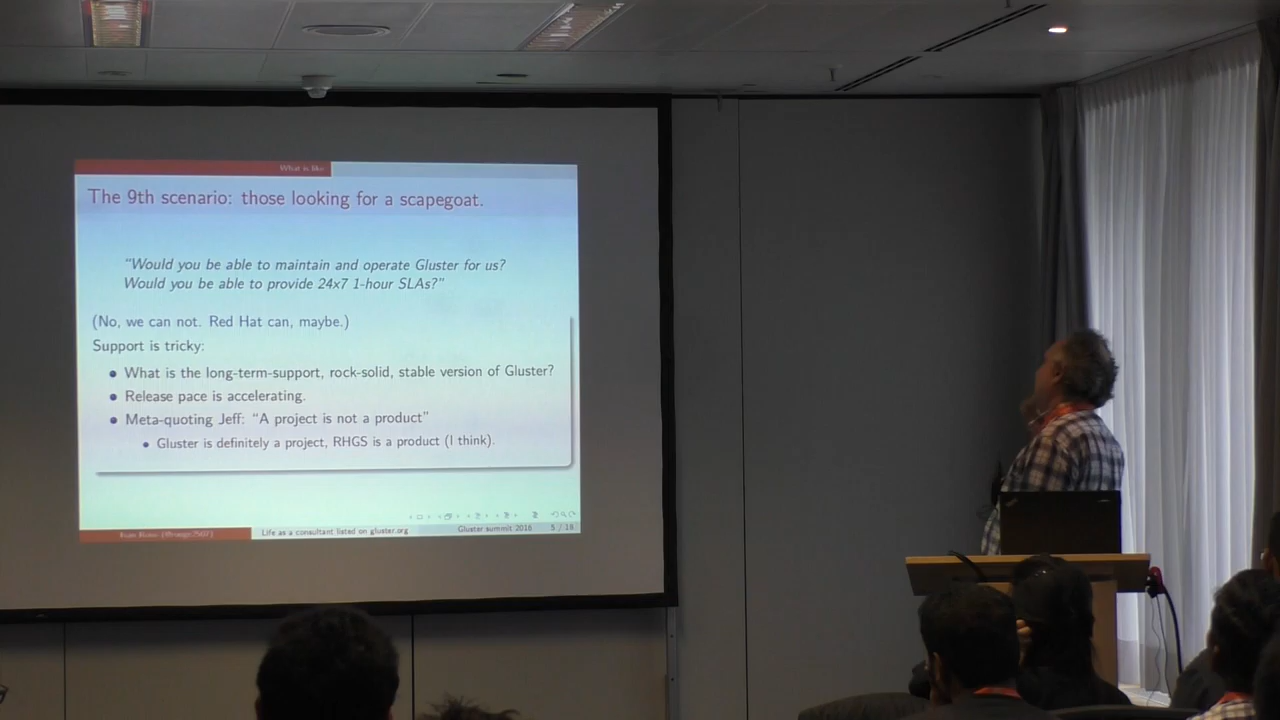 What is like
The 9th scenario: those looking for a scapegoat.
"Would you be able to maintain and operate Gluster for us?
Would you be able to provide 24x7 1-hour SLAs?"
(No, we can not. Red Hat can, maybe.)
Support is tricky:
What is the long-term-support, rock-solid, stable version of Gluster?
Release pace is accelerating.
Meta-quoting Jeff: "A project is not a product"
Gluster is definitely a project, RHGS is a product (I think).
Life as a consultant listed on gluster.org
Gluster summit 2016
5 / 19